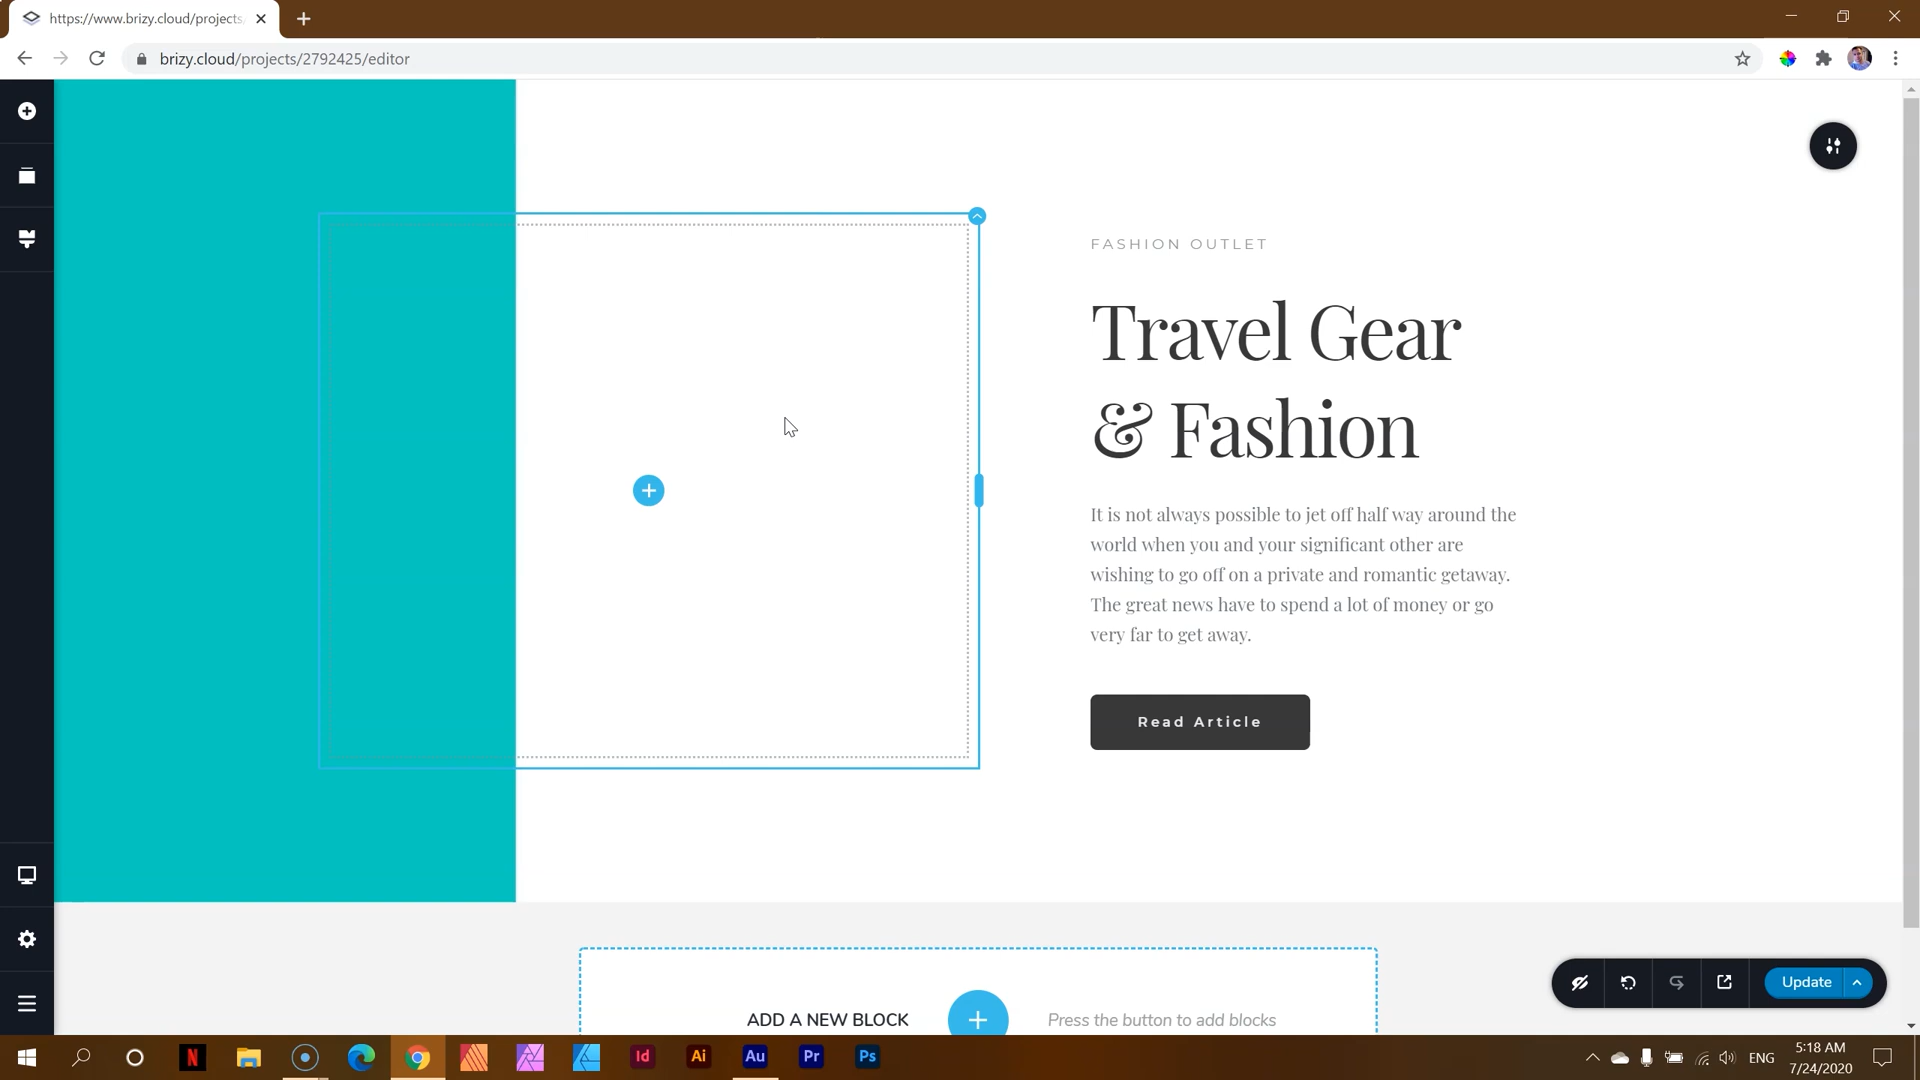 https://www.brizy.cloud/projects
brizy.cloud/projects/2792425/editor
FASHION OUTLET
Travel Gear
& Fashion
It is not always possible to jet off half way around the
world when you and your significant other are
wishing to go off on a private and romantic getaway.
The great news have to spend a lot of money or go
very far to get away.
Read Article
ADD A NEW BLOCK
Press the button to add blocks
Update
N
Id
Ai
Au
Pr
Ps
ENG
5:18 AM
7/24/2020